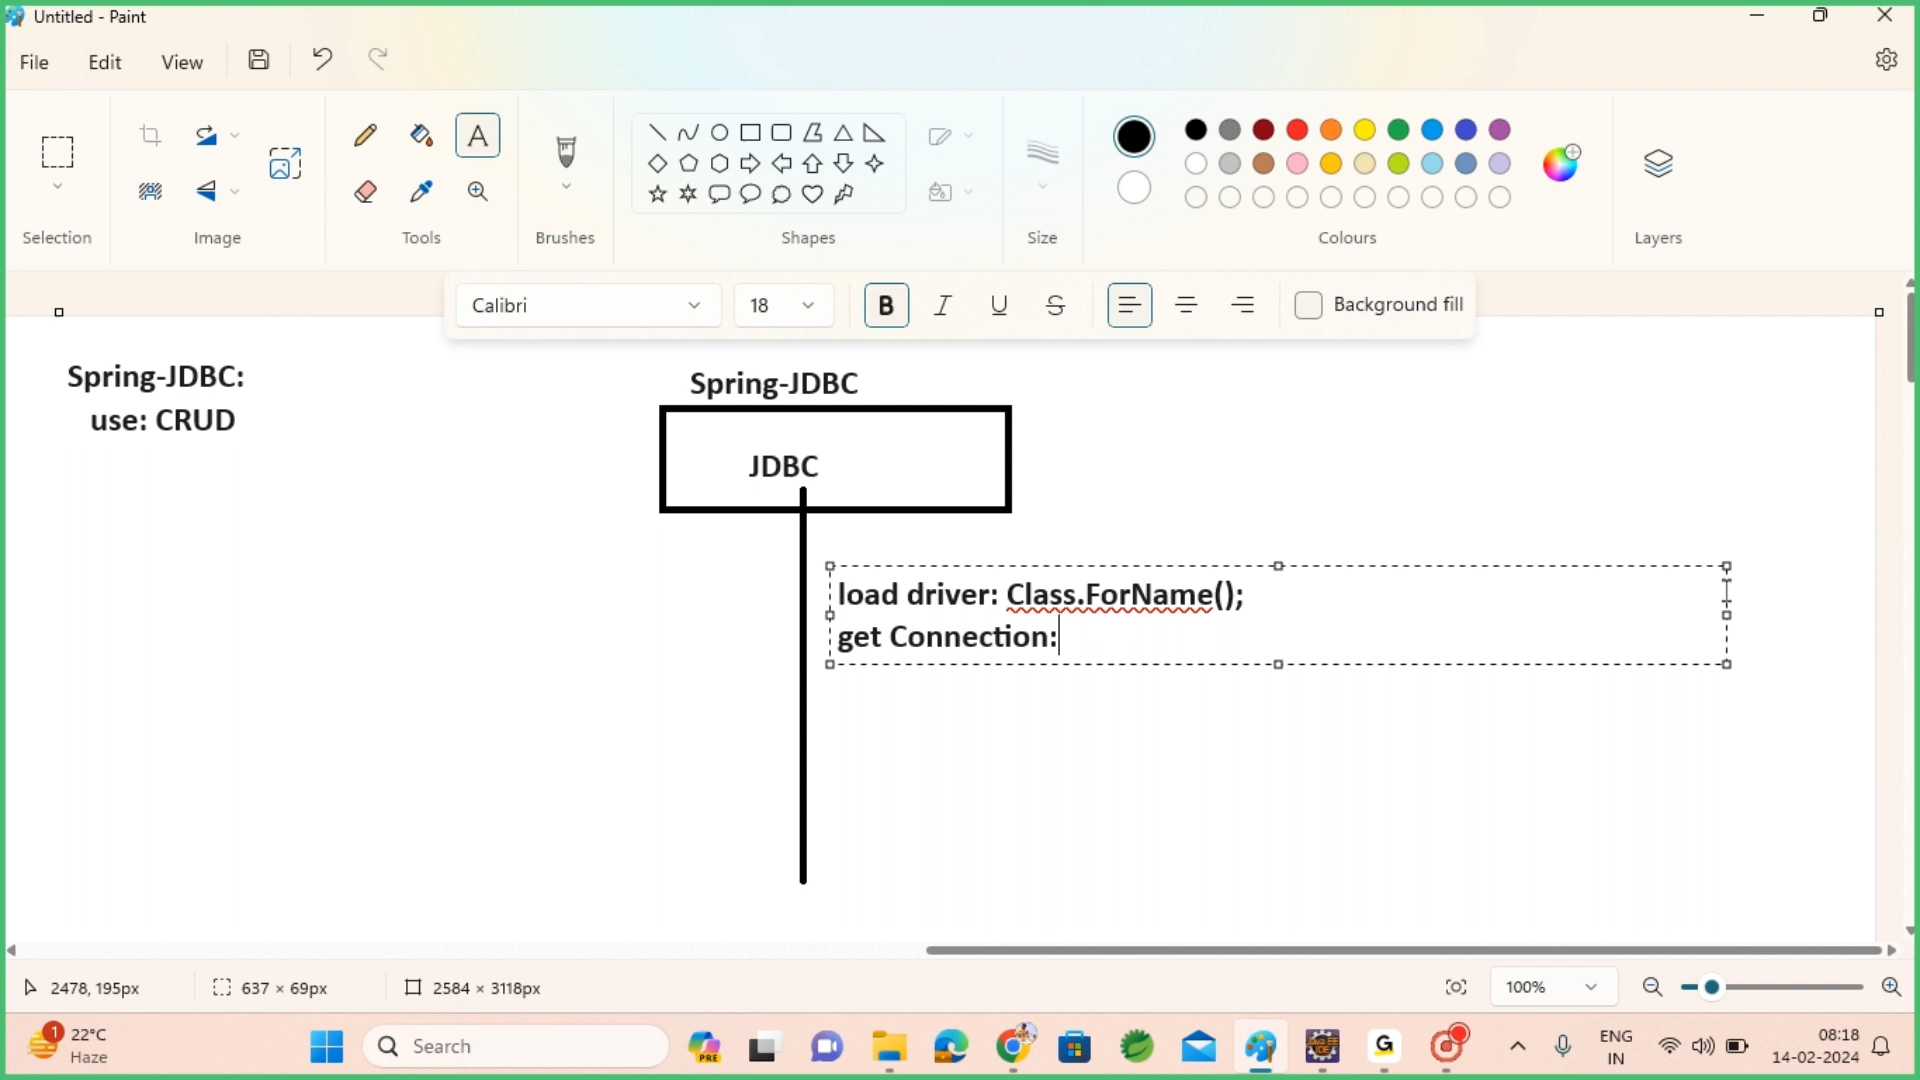 Untitled - Paint
File Edit View
Selection Image Tools Brushes Shapes Size Colours Layers
Calibri 18 B I U S Background fill
Spring-JDBC:
use: CRUD
Spring-JDBC
JDBC
load driver: Class.ForName();
get Connection:
2478, 195px 637 × 69px 2584 × 3118px 100%
1 22°C
Haze
Search
PRE
ENG
IN
08:18
14-02-2024